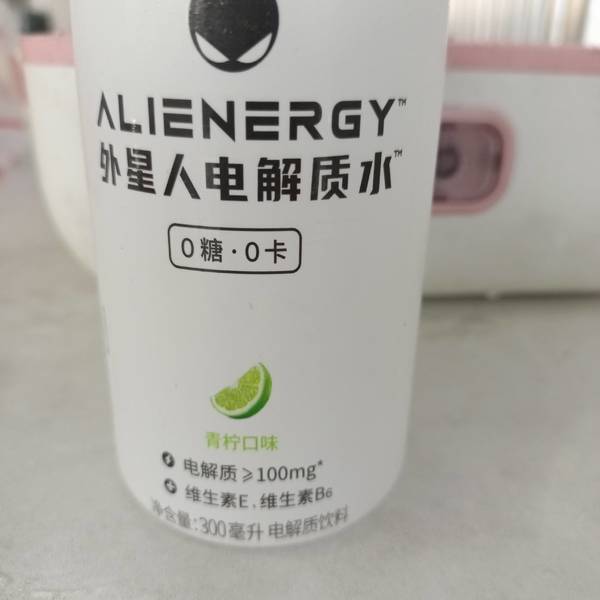 ALIENERGY™
外星人电解质水™
0糖·0卡
青柠口味
电解质≥100mg*
维生素E、维生素B6
净含量:300毫升 电解质饮料